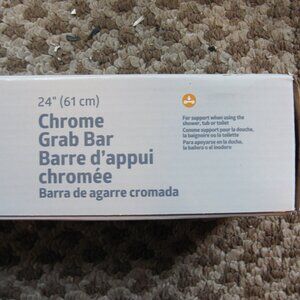 24" (61 cm)
Chrome
Grab Bar
Barre d'appui
chromée
Barra de agarre cromada
For support when using the
shower, tub or toilet
Comme support pour la douche,
la baignoire ou la toilette
Para apoyarse en la ducha,
la bañera o el inodoro